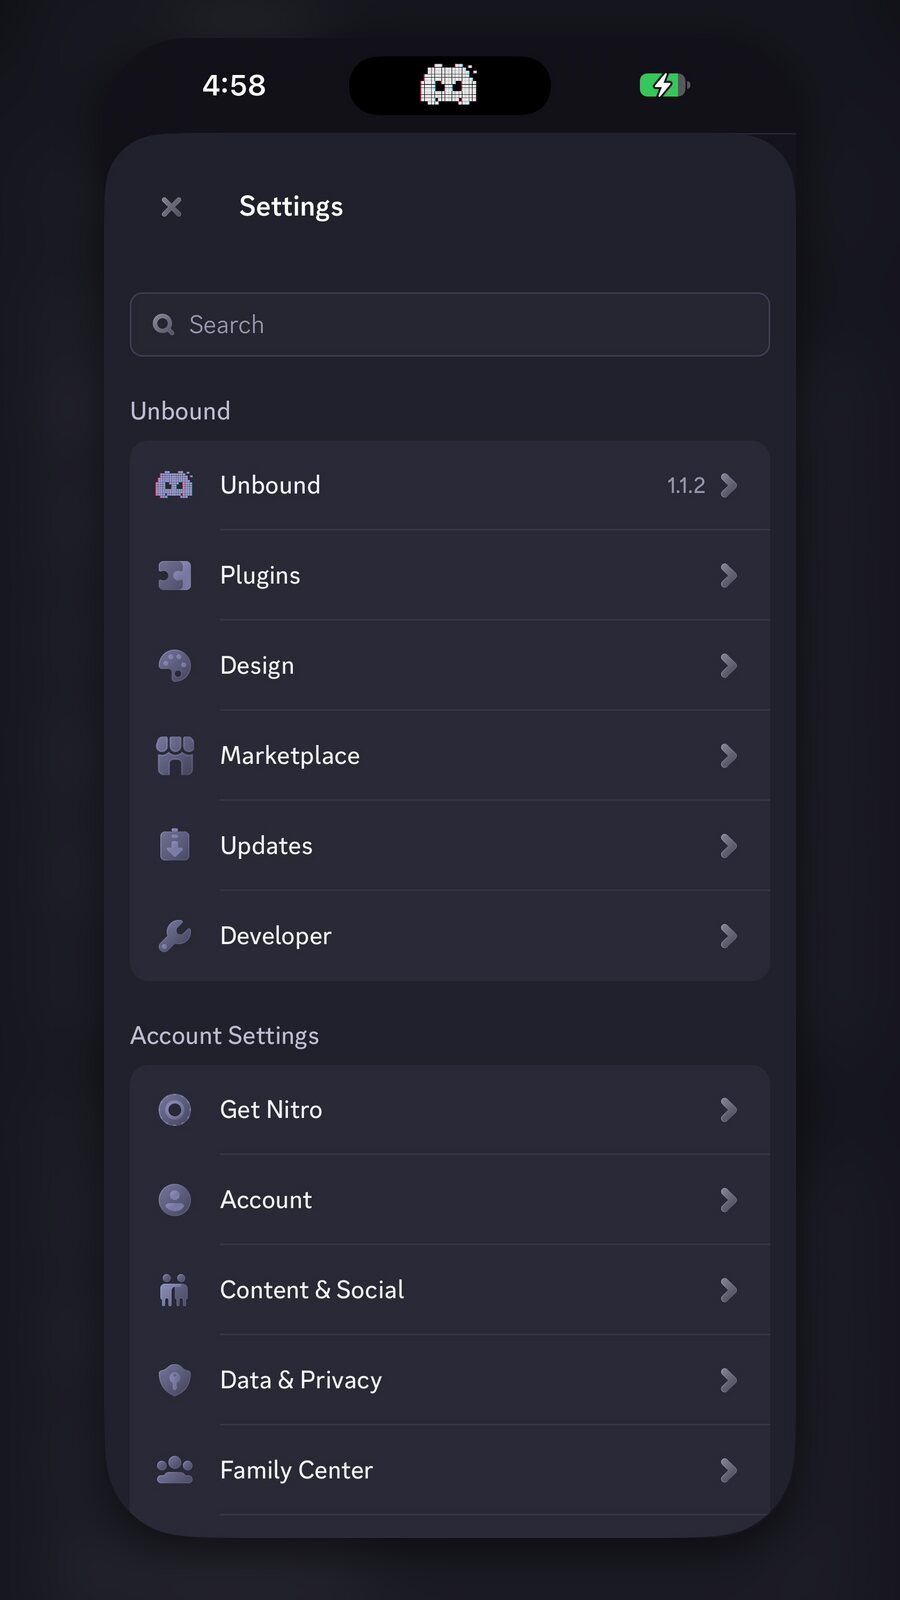 4:58
Settings
Search
Unbound
Unbound 1.1.2
Plugins
Design
Marketplace
Updates
Developer
Account Settings
Get Nitro
Account
Content & Social
Data & Privacy
Family Center